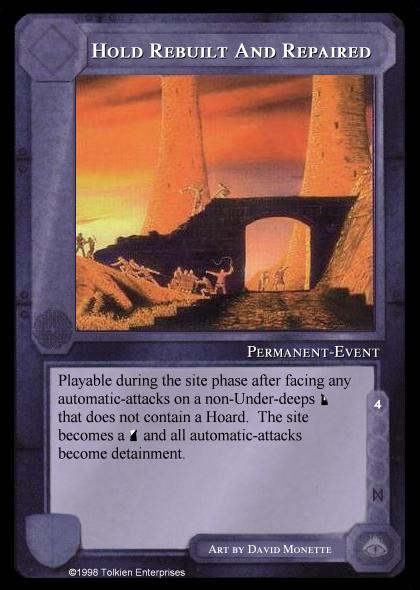 HOLD REBUILT AND REPAIRED
PERMANENT-EVENT
Playable during the site phase after facing any
automatic-attacks on a non-Under-deeps
that does not contain a Hoard. The site
becomes a and all automatic-attacks
become detainment.
4
ART BY DAVID MONETTE
©1998 Tolkien Enterprises